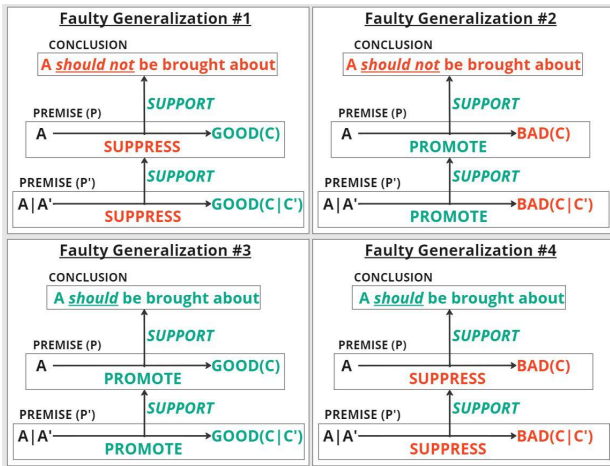 Faulty Generalization #1
CONCLUSION
A should not be brought about
SUPPORT
PREMISE (P)
A GOOD(C)
SUPPRESS
SUPPORT
PREMISE (P')
A|A' GOOD(C|C')
SUPPRESS
Faulty Generalization #2
CONCLUSION
A should not be brought about
SUPPORT
PREMISE (P)
A BAD(C)
PROMOTE
SUPPORT
PREMISE (P')
A|A' BAD(C|C')
PROMOTE
Faulty Generalization #3
CONCLUSION
A should be brought about
SUPPORT
PREMISE (P)
A GOOD(C)
PROMOTE
SUPPORT
PREMISE (P')
A|A' GOOD(C|C')
PROMOTE
Faulty Generalization #4
CONCLUSION
A should be brought about
SUPPORT
PREMISE (P)
A BAD(C)
SUPPRESS
SUPPORT
PREMISE (P')
A|A' BAD(C|C')
SUPPRESS